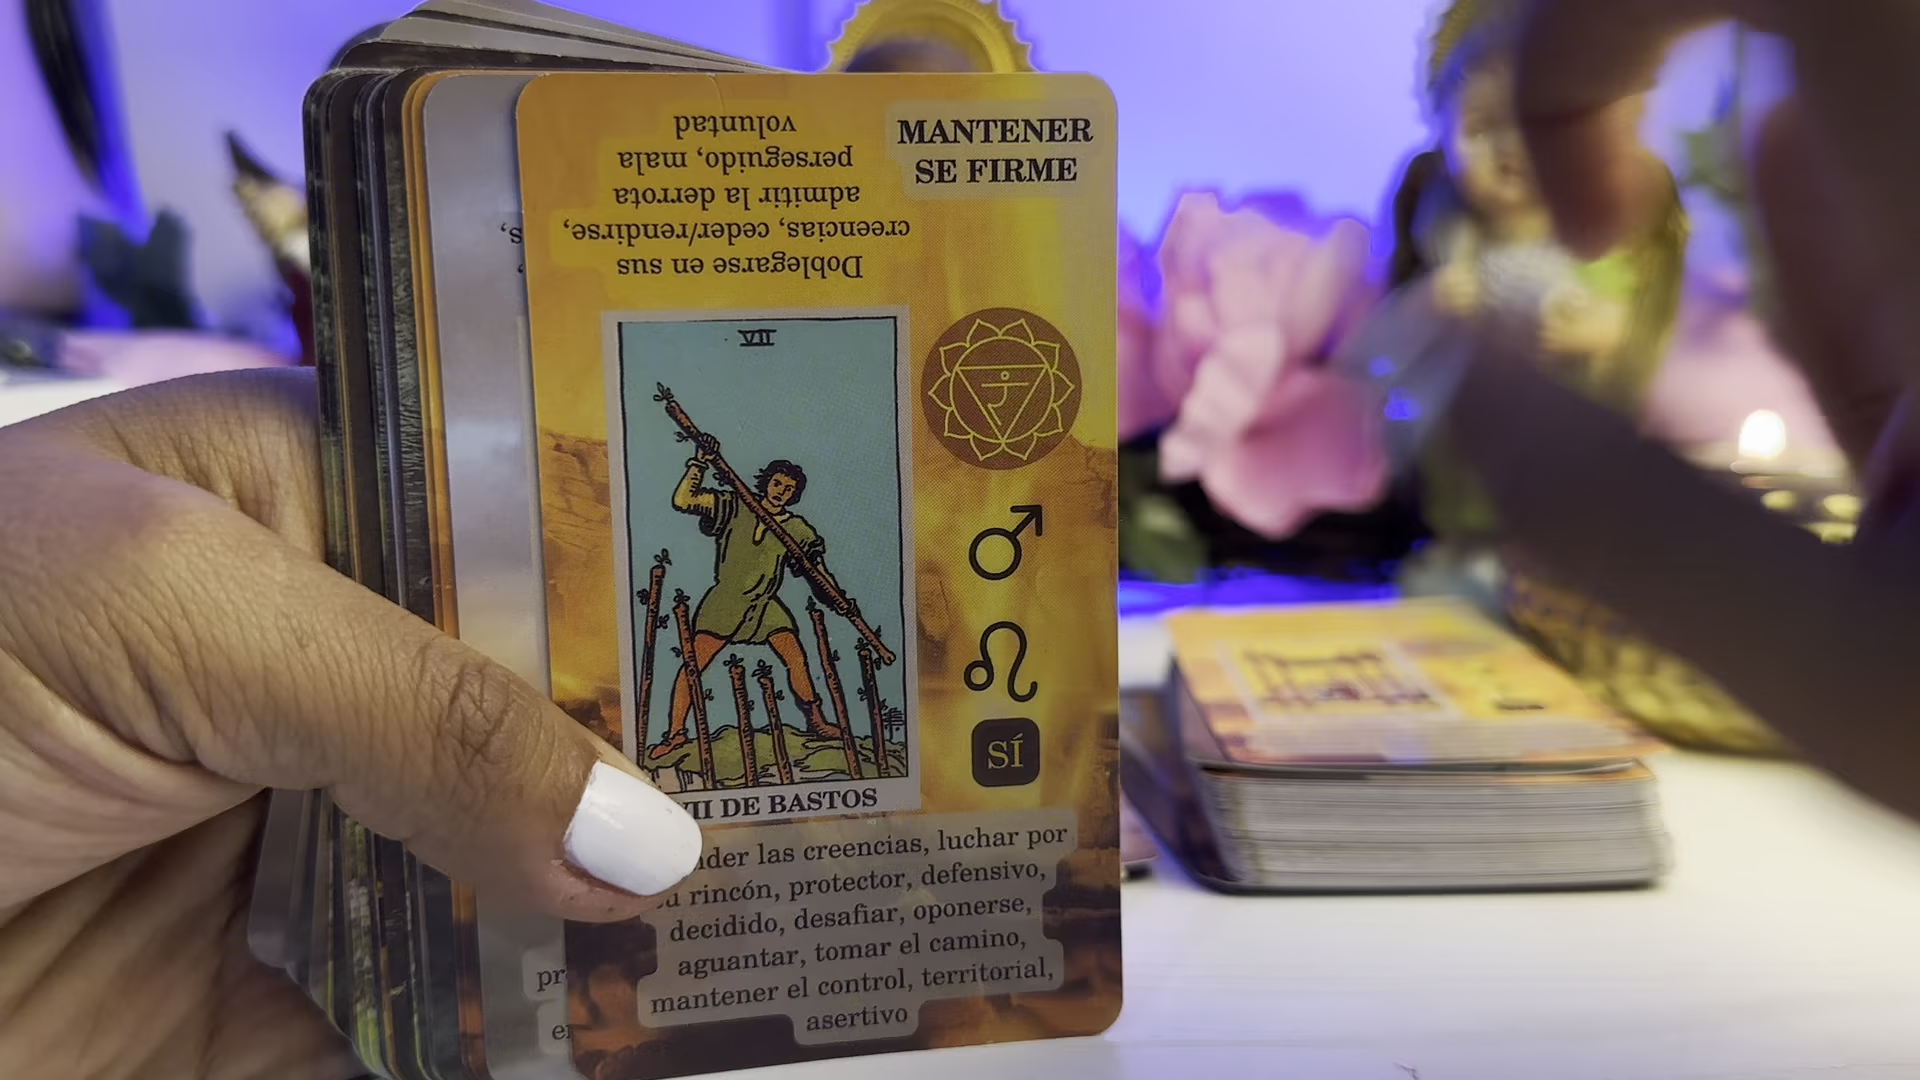 MANTENER
SE FIRME
Doblegarse en sus
creencias, ceder/rendirse,
admitir la derrota
perseguido, mala
voluntad
VII
SÍ
VII DE BASTOS
las creencias, luchar por
rincón, protector, defensivo,
decidido, desafiar, oponerse,
aguantar, tomar el camino,
mantener el control, territorial,
asertivo